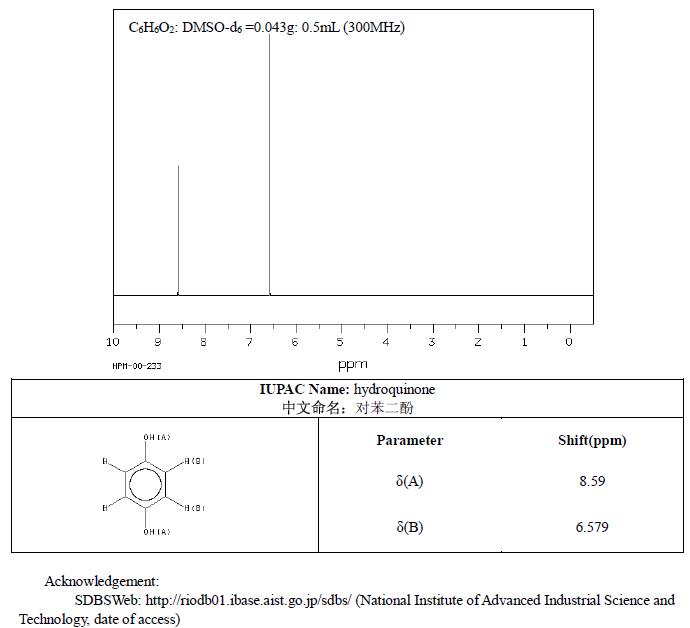 C₆H₆O₂: DMSO-d₆ =0.043g: 0.5mL (300MHz)
10 9 8 7 6 5 4 3 2 1 0
HPM-00-233
ppm
IUPAC Name: hydroquinone
中文命名：对苯二酚
OH(A)
H H(B)
H H(B)
OH(A)
Parameter Shift(ppm)
δ(A) 8.59
δ(B) 6.579
Acknowledgement:
SDBSWeb: http://riodb01.ibase.aist.go.jp/sdbs/ (National Institute of Advanced Industrial Science and
Technology, date of access)